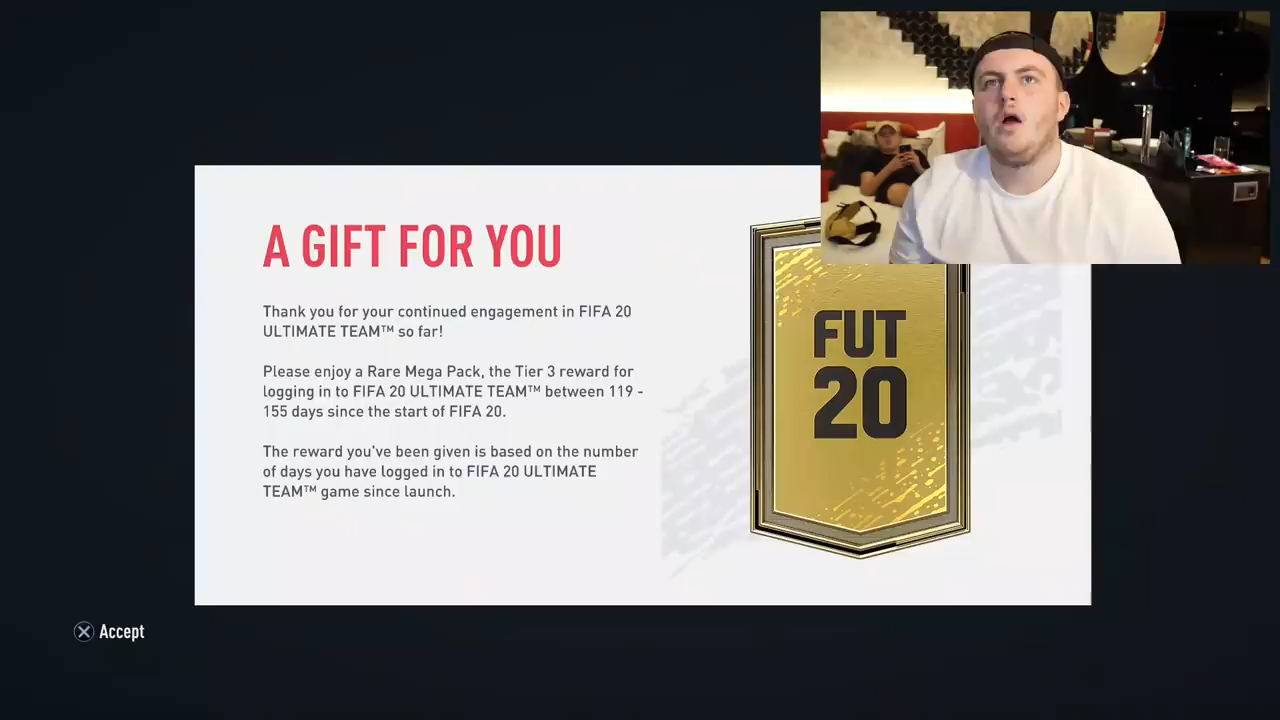 A GIFT FOR YOU
Thank you for your continued engagement in FIFA 20
ULTIMATE TEAM™ so far!
Please enjoy a Rare Mega Pack, the Tier 3 reward for
logging in to FIFA 20 ULTIMATE TEAM™ between 119 -
155 days since the start of FIFA 20.
The reward you've been given is based on the number
of days you have logged in to FIFA 20 ULTIMATE
TEAM™ game since launch.
FUT
20
Accept